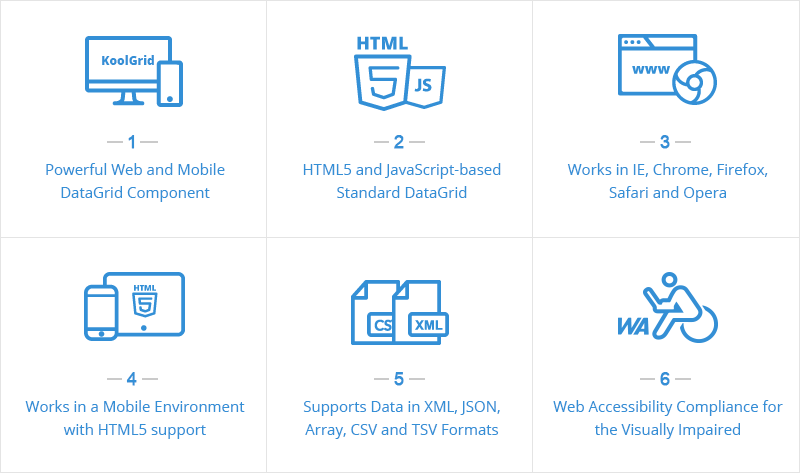 KoolGrid
1
Powerful Web and Mobile
DataGrid Component
HTML
5
JS
2
HTML5 and JavaScript-based
Standard DataGrid
www
3
Works in IE, Chrome, Firefox,
Safari and Opera
HTML
5
4
Works in a Mobile Environment
with HTML5 support
CS
XML
5
Supports Data in XML, JSON,
Array, CSV and TSV Formats
WA
6
Web Accessibility Compliance for
the Visually Impaired